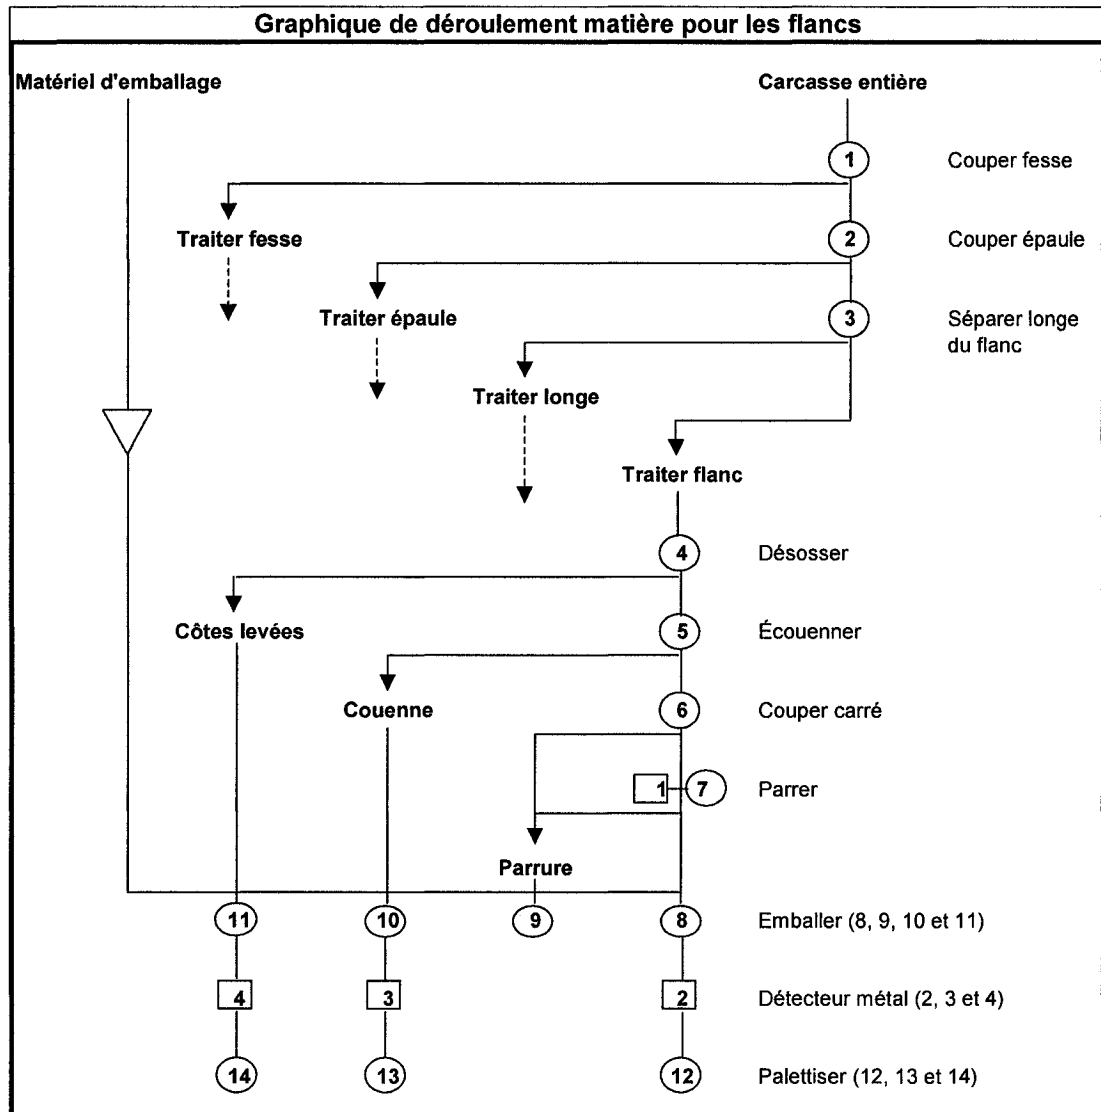 Graphique de déroulement matière pour les flancs
Matériel d'emballage
Carcasse entière
1 Couper fesse
Traiter fesse
2 Couper épaule
Traiter épaule
3 Séparer longe
du flanc
Traiter longe
Traiter flanc
4 Désosser
Côtes levées
5 Écouenner
Couenne
6 Couper carré
1 7 Parrer
Parrure
11 10 9 8 Emballer (8, 9, 10 et 11)
4 3 2 Détecteur métal (2, 3 et 4)
14 13 12 Palettiser (12, 13 et 14)